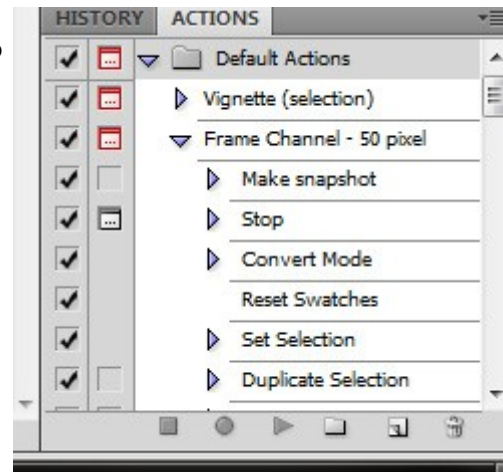 HISTORY ACTIONS
Default Actions
Vignette (selection)
Frame Channel - 50 pixel
Make snapshot
Stop
Convert Mode
Reset Swatches
Set Selection
Duplicate Selection